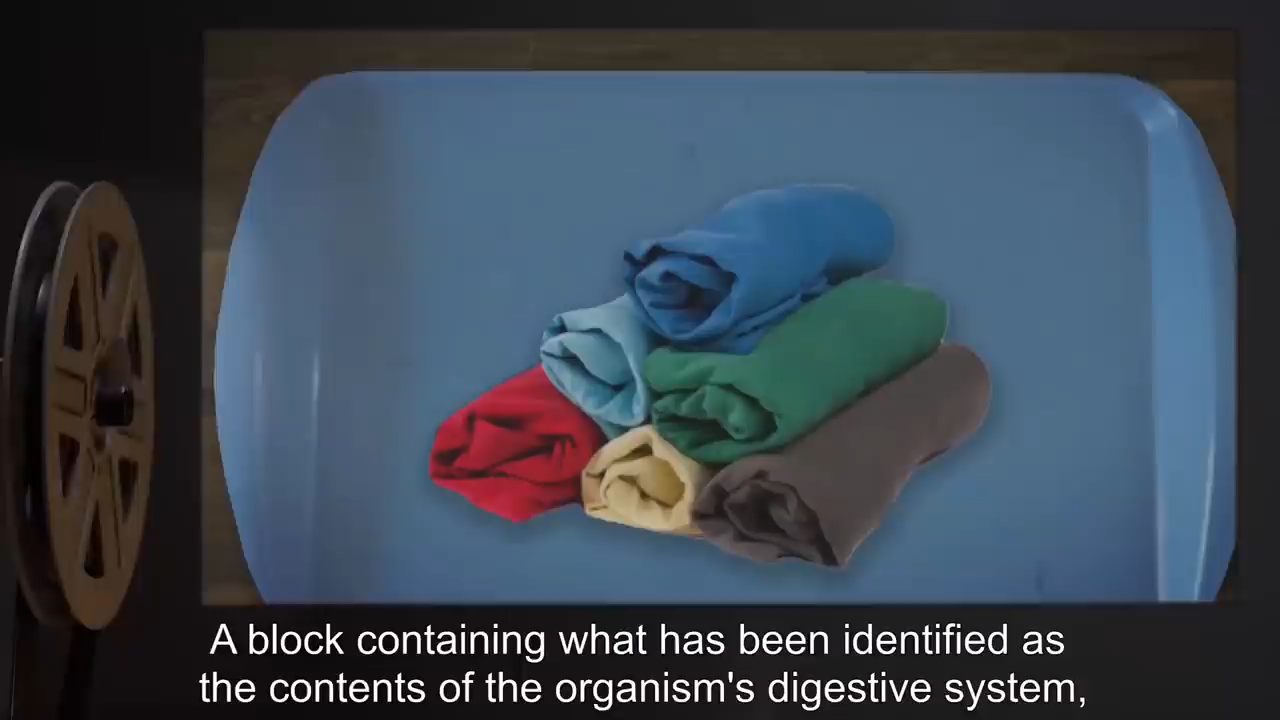 A block containing what has been identified as
the contents of the organism's digestive system,